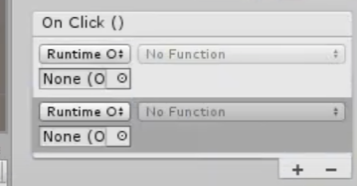 On Click ()
Runtime O No Function
None (O
Runtime O No Function
None (O
+ −